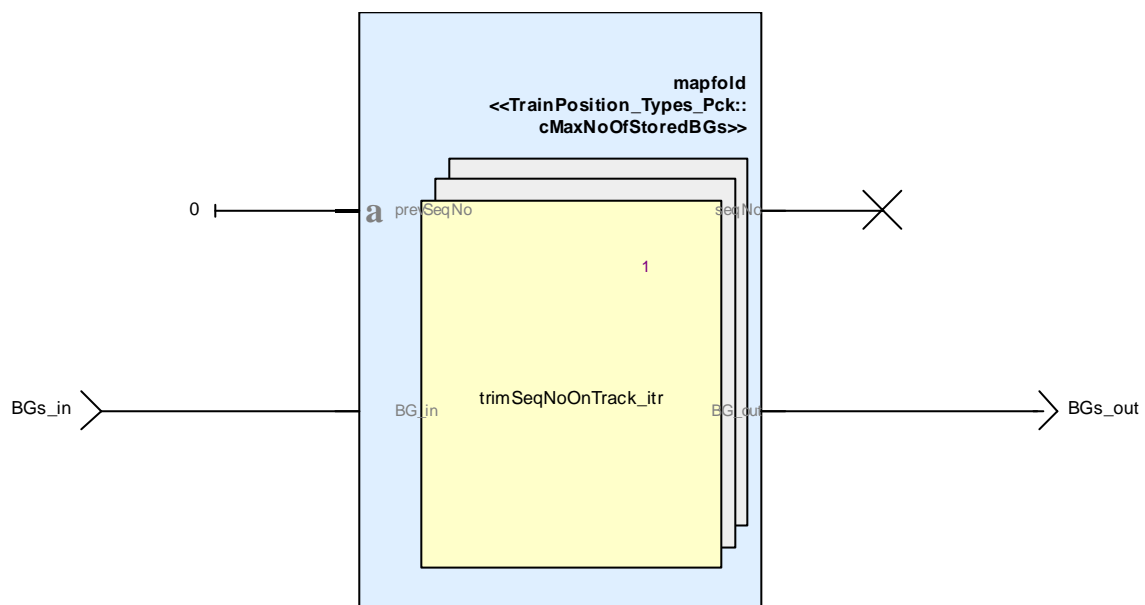 mapfold
<<TrainPosition_Types_Pck::
cMaxNoOfStoredBGs>>
0
a
prevSeqNo
seqNo
1
trimSeqNoOnTrack_itr
BGs_in
BG_in
BG_out
BGs_out